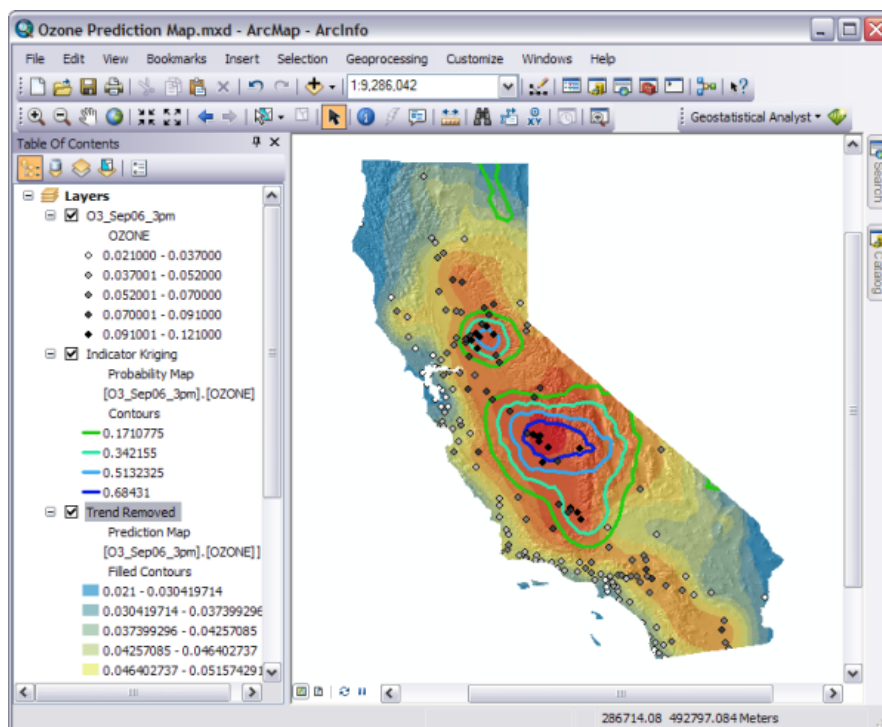 Ozone Prediction Map.mxd - ArcMap - ArcInfo
File Edit View Bookmarks Insert Selection Geoprocessing Customize Windows Help
1:9,286,042
Geostatistical Analyst
Table Of Contents
Layers
O3_Sep06_3pm
OZONE
0.021000 - 0.037000
0.037001 - 0.052000
0.052001 - 0.070000
0.070001 - 0.091000
0.091001 - 0.121000
Indicator Kriging
Probability Map
[O3_Sep06_3pm].[OZONE]
Contours
0.1710775
0.342155
0.5132325
0.68431
Trend Removed
Prediction Map
[O3_Sep06_3pm].[OZONE]]
Filled Contours
0.021 - 0.030419714
0.030419714 - 0.037399296
0.037399296 - 0.04257085
0.04257085 - 0.046402737
0.046402737 - 0.051574291
Search
Catalog
286714.08 492797.084 Meters